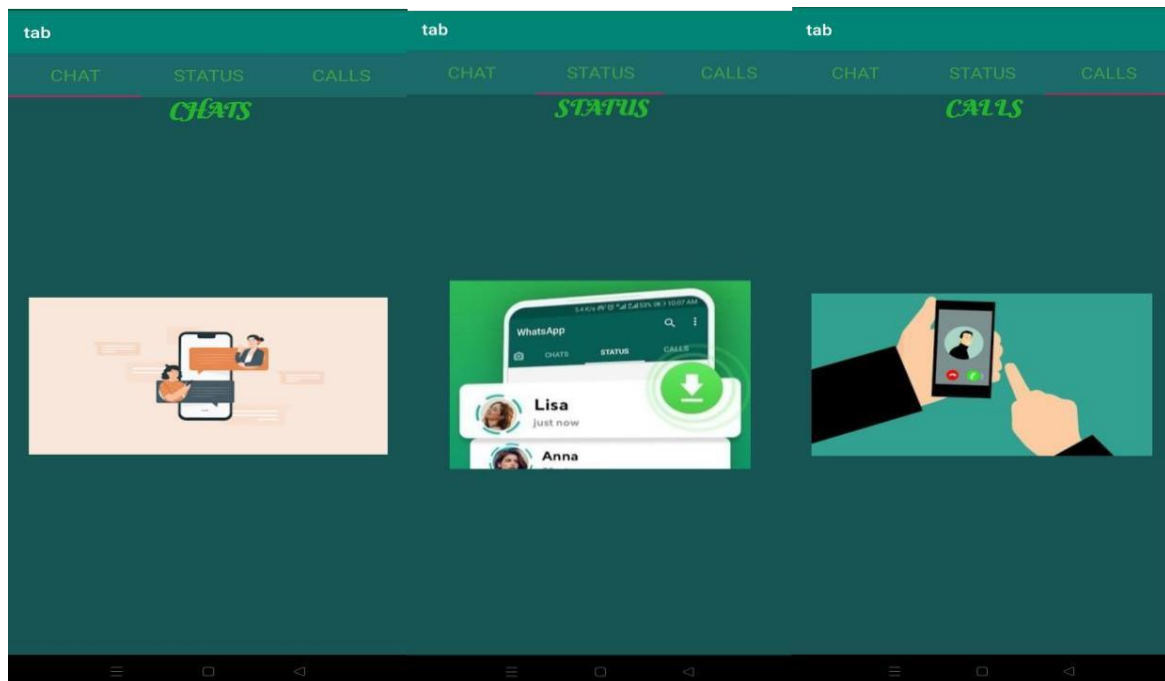 tab
CHAT STATUS CALLS
CHATS
tab
CHAT STATUS CALLS
STATUS
WhatsApp
CHATS STATUS CALLS
Lisa
just now
Anna
tab
CHAT STATUS CALLS
CALLS